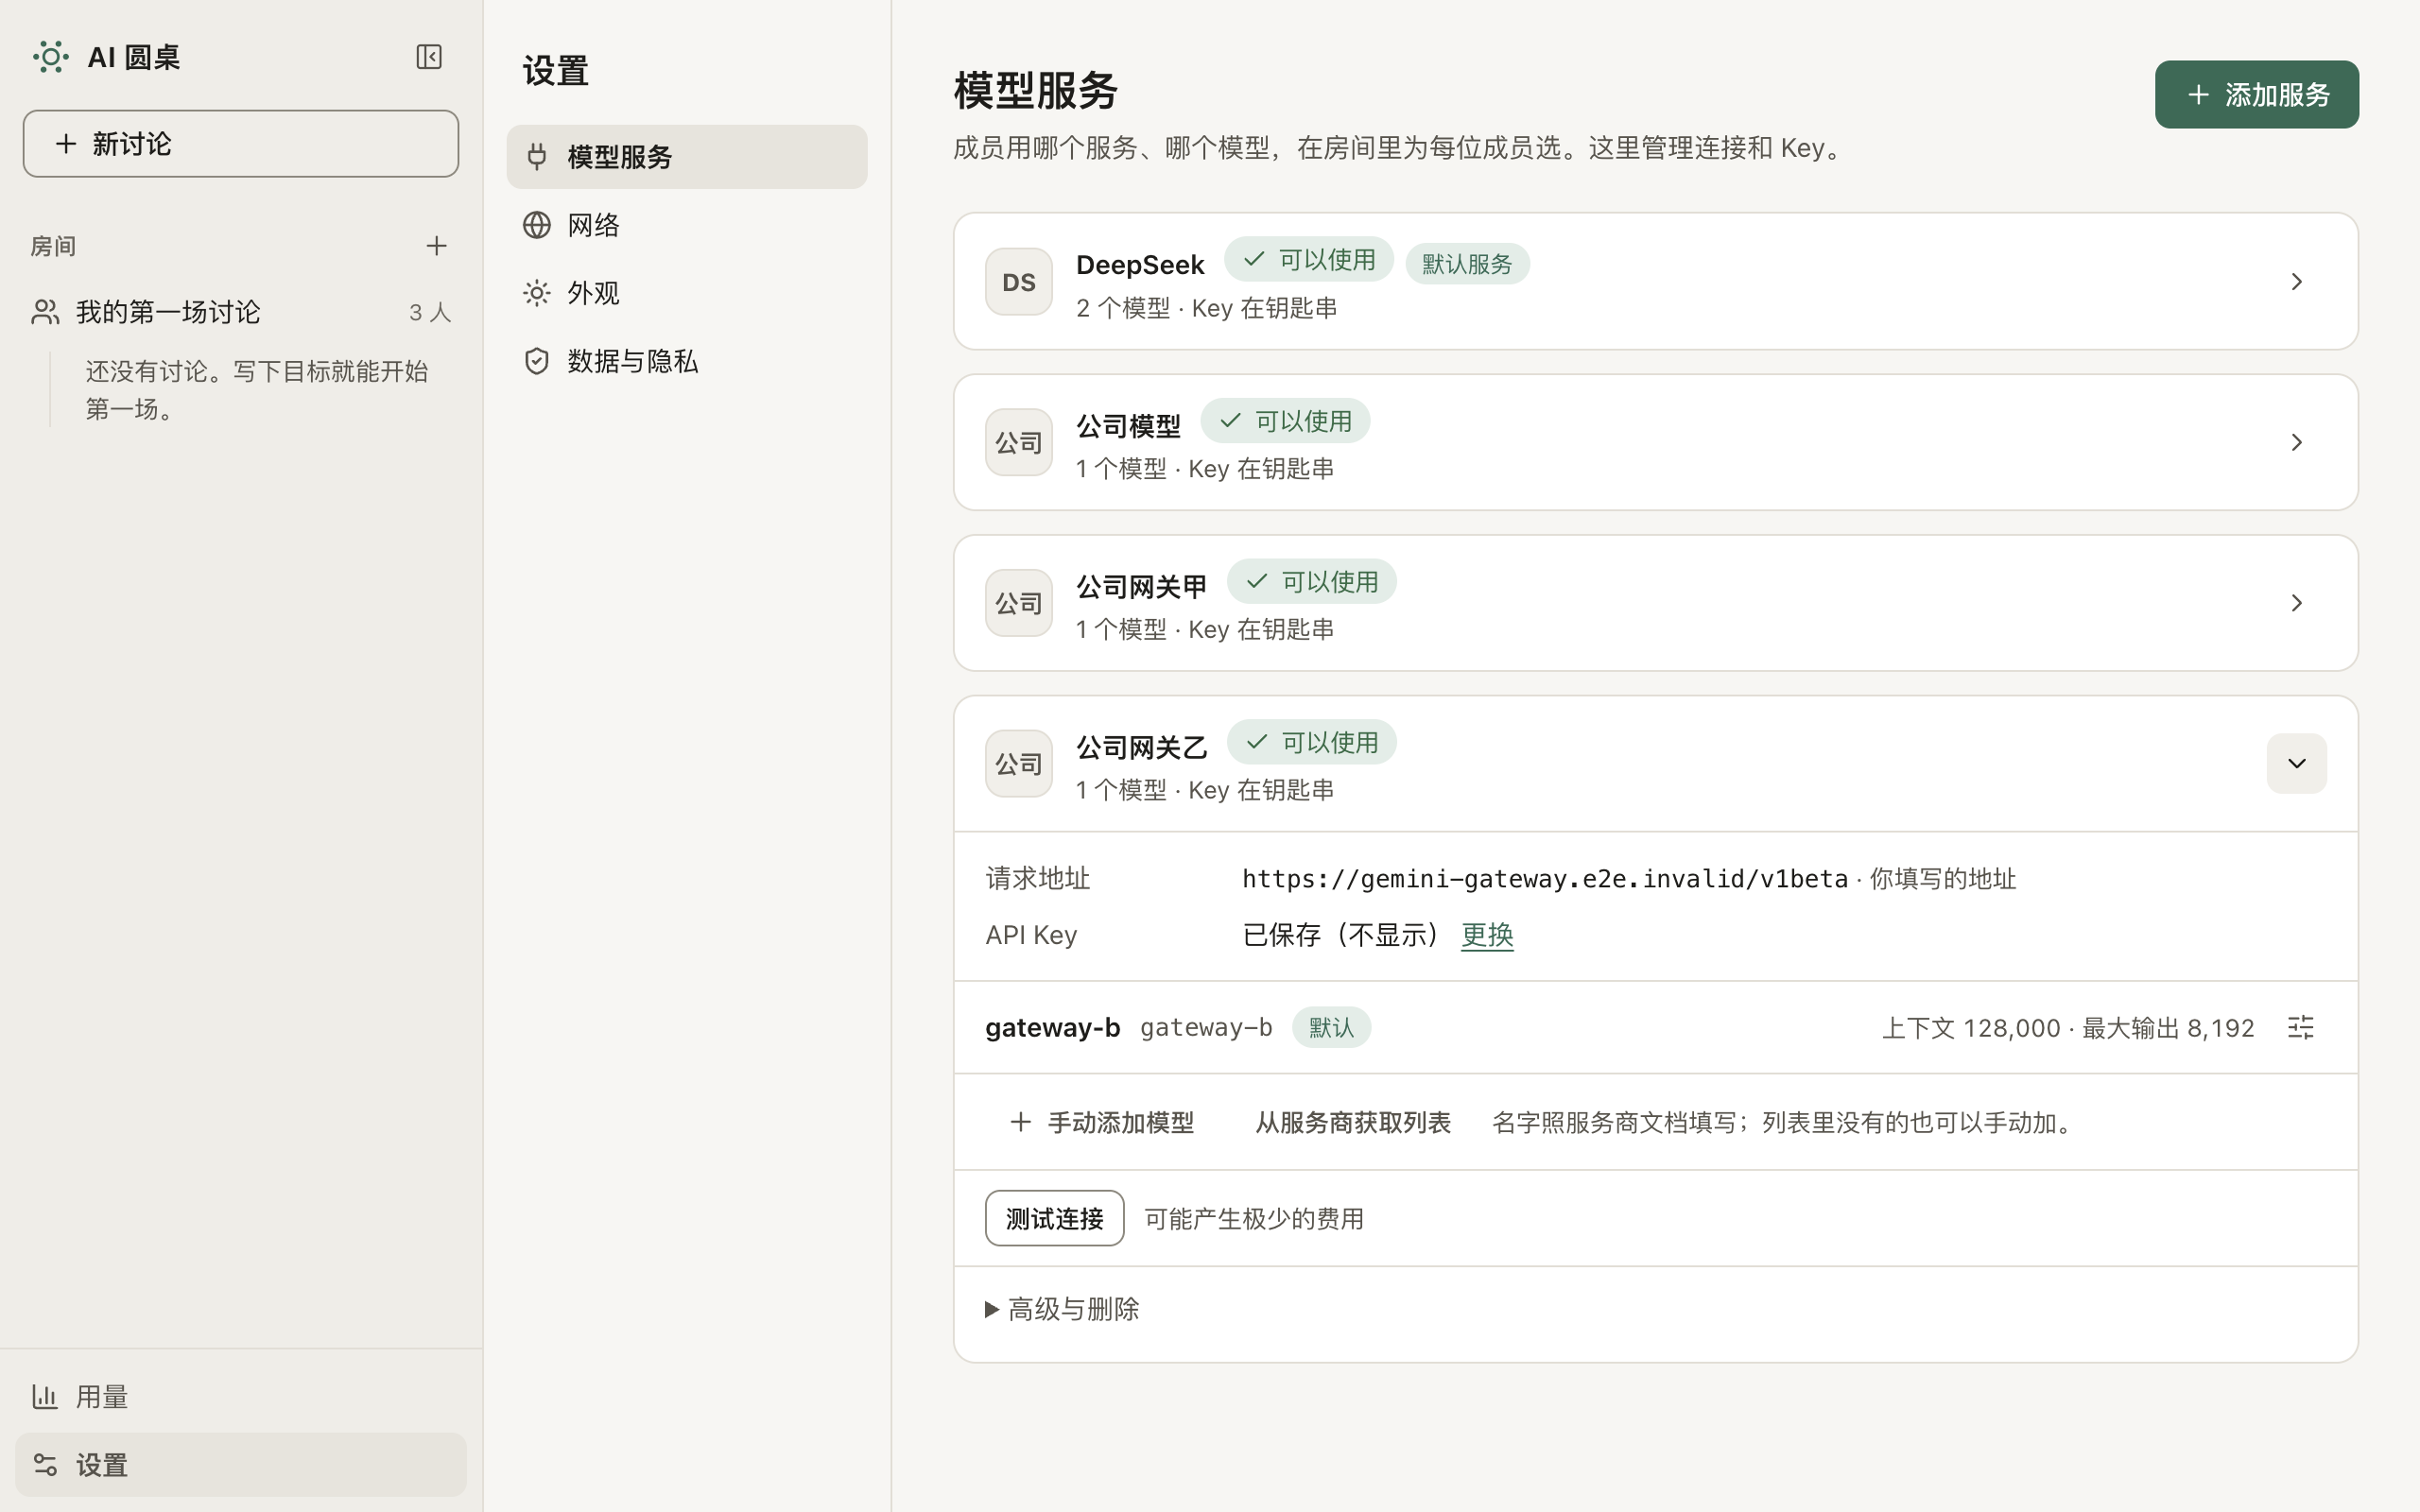 AI 圆桌
新讨论
房间
我的第一场讨论
3 人
还没有讨论。写下目标就能开始
第一场。
用量
设置
设置
模型服务
网络
外观
数据与隐私
模型服务
添加服务
成员用哪个服务、哪个模型，在房间里为每位成员选。这里管理连接和 Key。
DS
DeepSeek 可以使用 默认服务
2 个模型 · Key 在钥匙串
公司
公司模型 可以使用
1 个模型 · Key 在钥匙串
公司
公司网关甲 可以使用
1 个模型 · Key 在钥匙串
公司
公司网关乙 可以使用
1 个模型 · Key 在钥匙串
请求地址 https://gemini-gateway.e2e.invalid/v1beta · 你填写的地址
API Key 已保存（不显示） 更换
gateway-b gateway-b 默认 上下文 128,000 · 最大输出 8,192
手动添加模型 从服务商获取列表 名字照服务商文档填写；列表里没有的也可以手动加。
测试连接 可能产生极少的费用
高级与删除